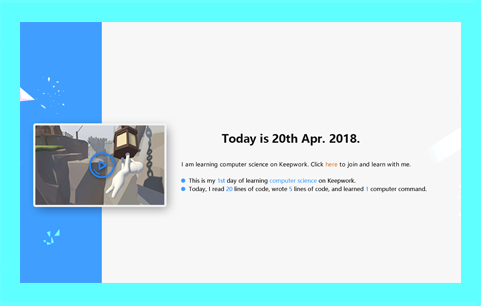 Today is 20th Apr. 2018.
I am learning computer science on Keepwork. Click here to join and learn with me.
This is my 1st day of learning computer science on Keepwork.
Today, I read 20 lines of code, wrote 5 lines of code, and learned 1 computer command.